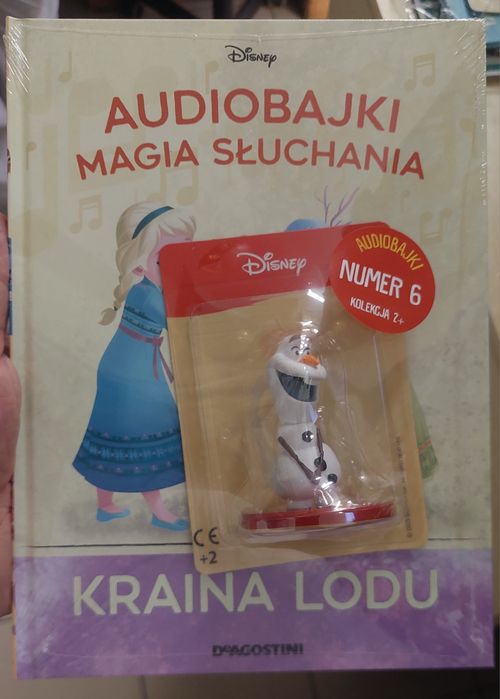 Disney
AUDIOBAJKI
MAGIA SŁUCHANIA
Disney
AUDIOBAJKI
NUMER 6
KOLEKCJA 2+
CE
+2
KRAINA LODU
DeAGOSTINI